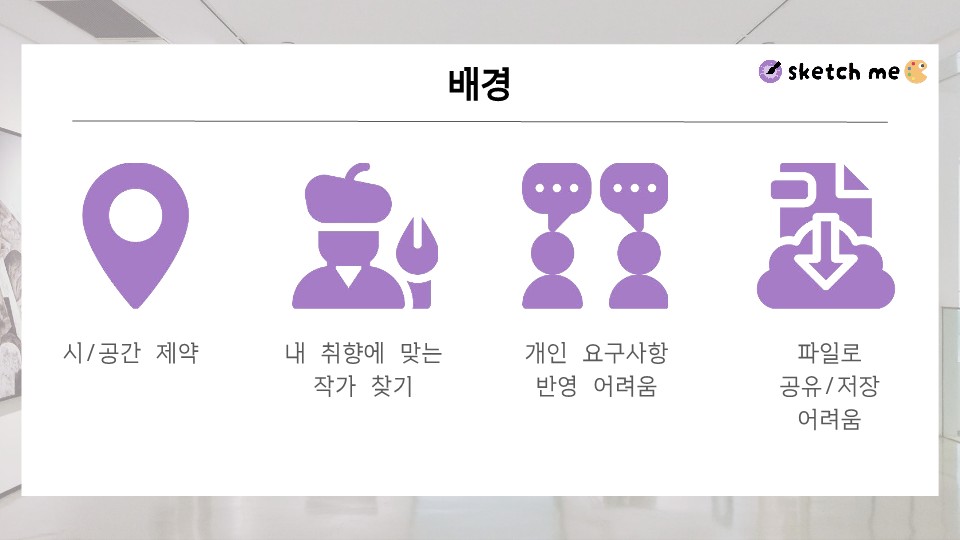 배경
sketch me
시/공간 제약
내 취향에 맞는
작가 찾기
개인 요구사항
반영 어려움
파일로
공유/저장
어려움